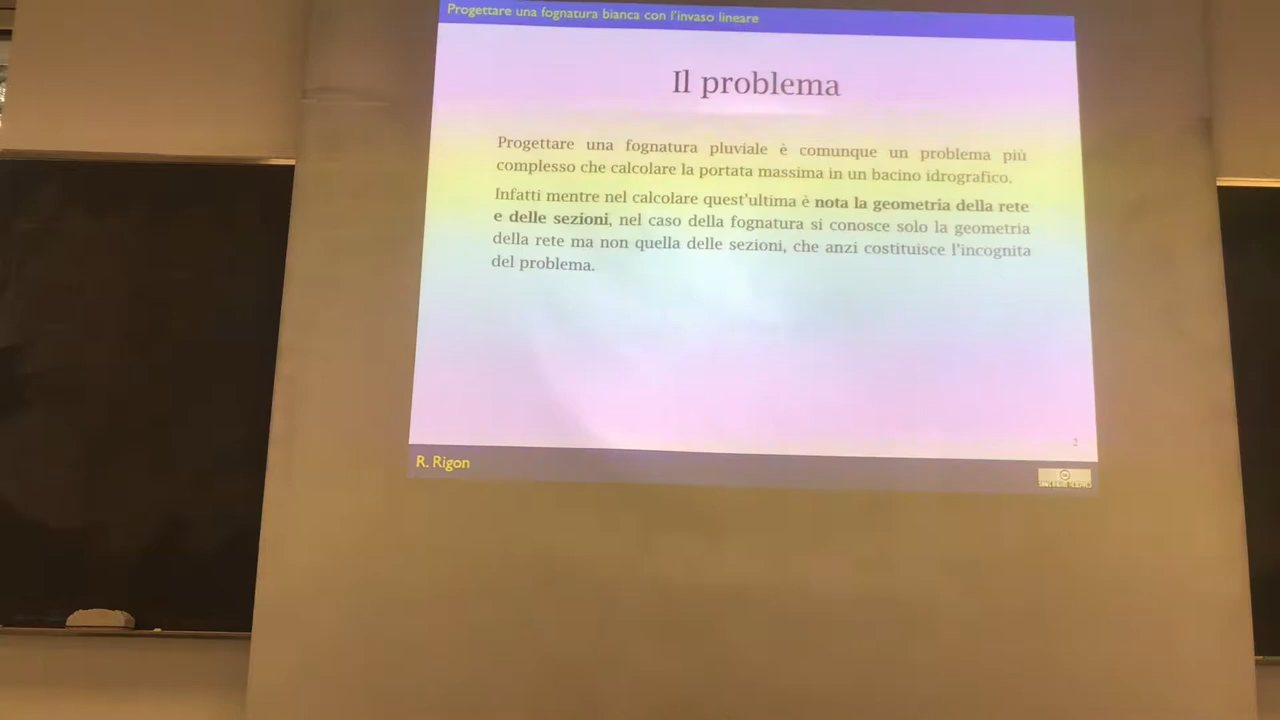 Progettare una fognatura bianca con l'invaso lineare
Il problema
Progettare una fognatura pluviale è comunque un problema più
complesso che calcolare la portata massima in un bacino idrografico.
Infatti mentre nel calcolare quest'ultima è nota la geometria della rete
e delle sezioni, nel caso della fognatura si conosce solo la geometria
della rete ma non quella delle sezioni, che anzi costituisce l'incognita
del problema.
2
R. Rigon